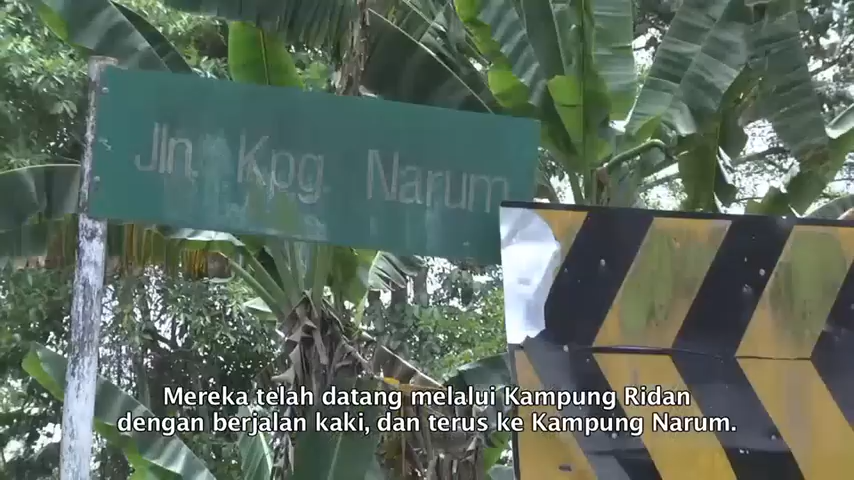 Jln. Kpg. Narum
Mereka telah datang melalui Kampung Ridan
dengan berjalan kaki, dan terus ke Kampung Narum.